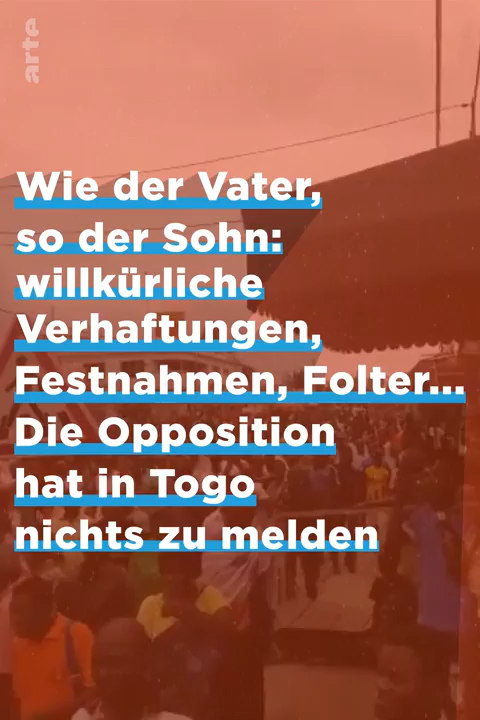 arte
Wie der Vater,
so der Sohn:
willkürliche
Verhaftungen,
Festnahmen, Folter...
Die Opposition
hat in Togo
nichts zu melden